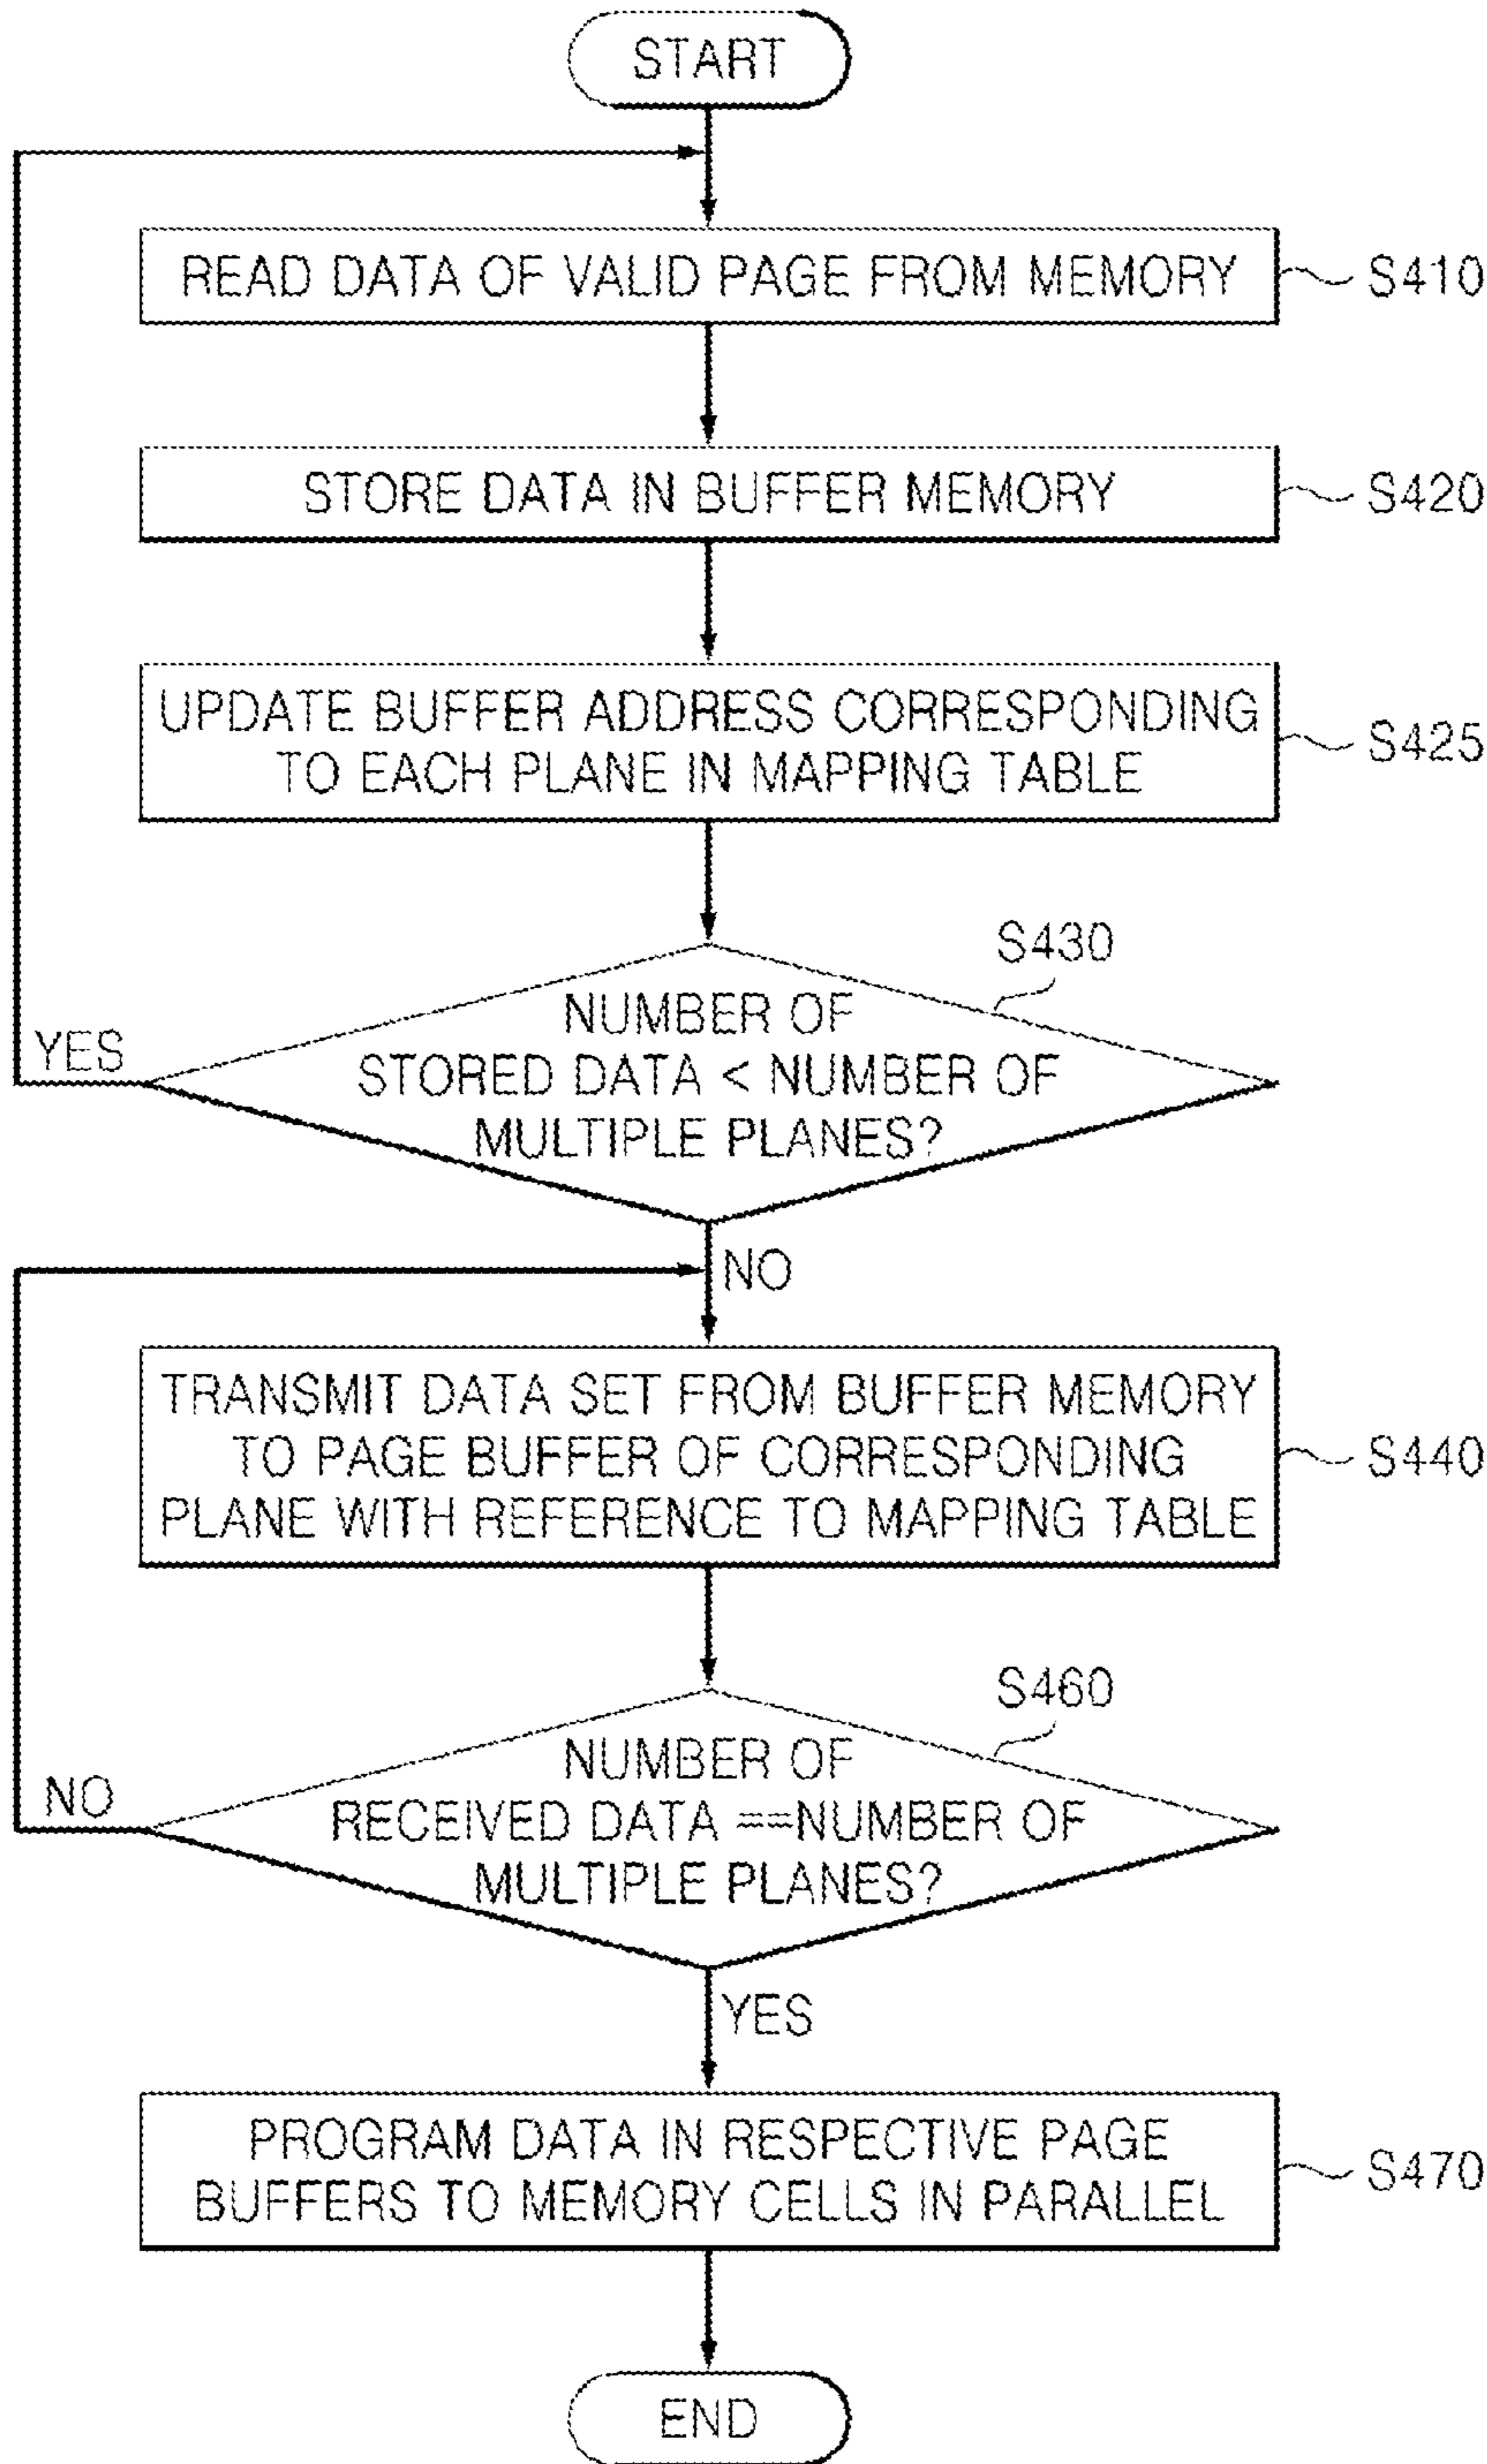 START
READ DATA OF VALID PAGE FROM MEMORY
S410
STORE DATA IN BUFFER MEMORY
S420
UPDATE BUFFER ADDRESS CORRESPONDING
TO EACH PLANE IN MAPPING TABLE
S425
S430
NUMBER OF
STORED DATA < NUMBER OF
MULTIPLE PLANES?
YES
NO
TRANSMIT DATA SET FROM BUFFER MEMORY
TO PAGE BUFFER OF CORRESPONDING
PLANE WITH REFERENCE TO MAPPING TABLE
S440
S460
NUMBER OF
RECEIVED DATA ==NUMBER OF
MULTIPLE PLANES?
NO
YES
PROGRAM DATA IN RESPECTIVE PAGE
BUFFERS TO MEMORY CELLS IN PARALLEL
S470
END